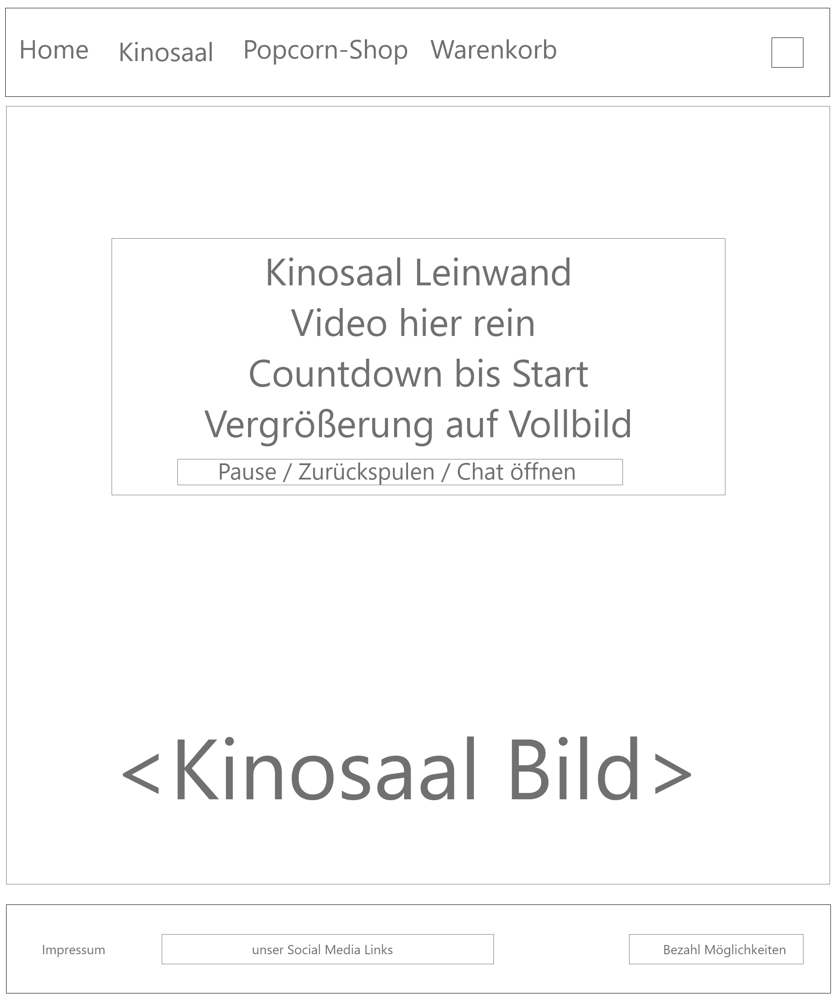 Home Kinosaal Popcorn-Shop Warenkorb
Kinosaal Leinwand
Video hier rein
Countdown bis Start
Vergrößerung auf Vollbild
Pause / Zurückspulen / Chat öffnen
<Kinosaal Bild>
Impressum unser Social Media Links Bezahl Möglichkeiten